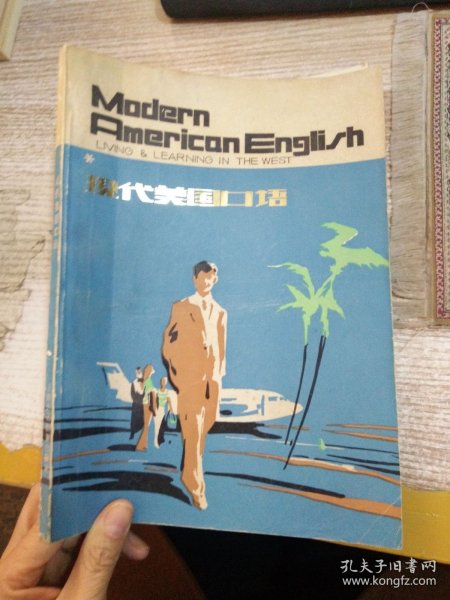 Modern
American English
LIVING & LEARNING IN THE WEST
*现代美国口语
孔夫子旧书网
www.kongfz.com